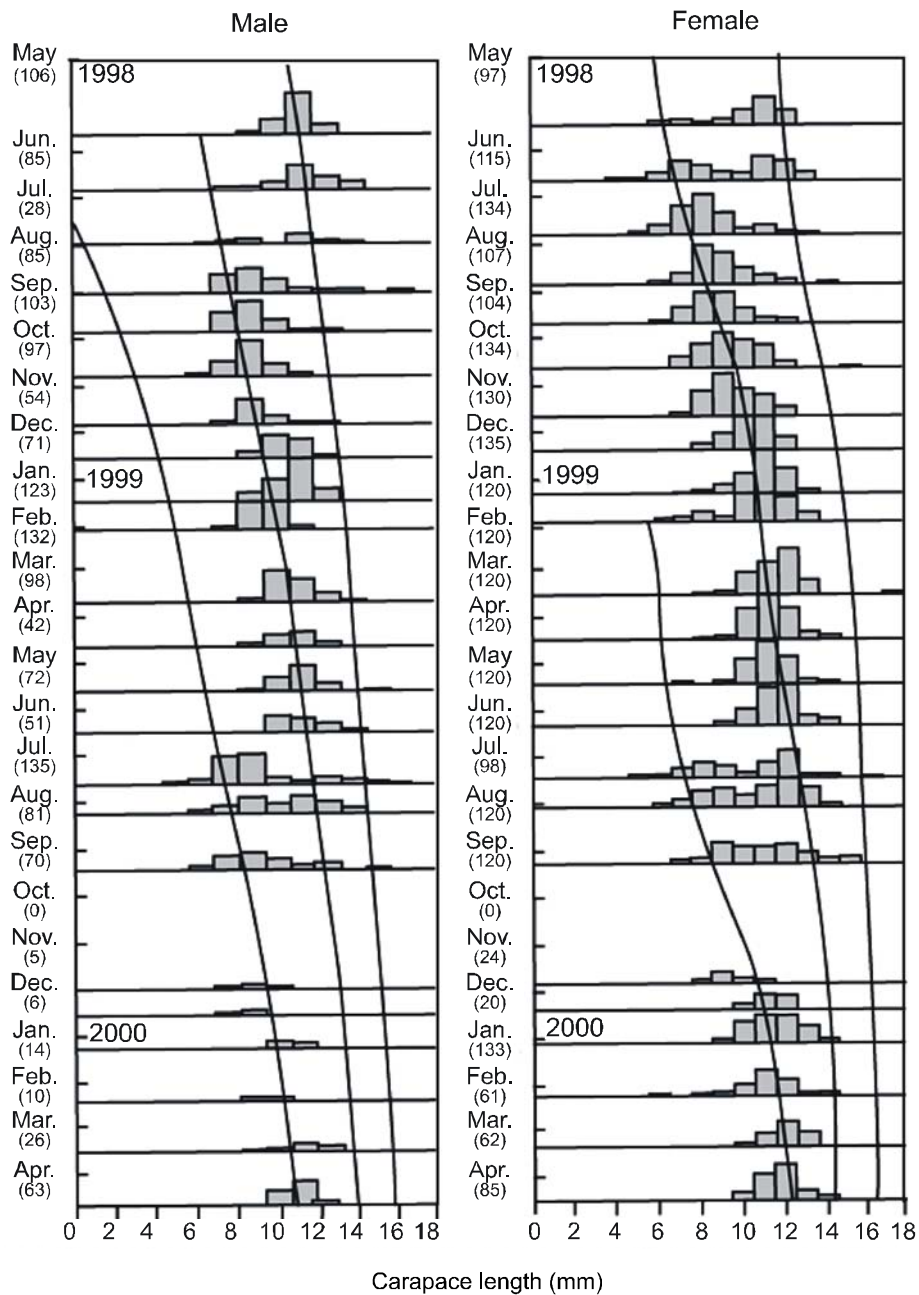 Male
May
(106)
1998
Jun.
(85)
Jul.
(28)
Aug.
(85)
Sep.
(103)
Oct.
(97)
Nov.
(54)
Dec.
(71)
Jan.
(123)
1999
Feb.
(132)
Mar.
(98)
Apr.
(42)
May
(72)
Jun.
(51)
Jul.
(135)
Aug.
(81)
Sep.
(70)
Oct.
(0)
Nov.
(5)
Dec.
(6)
2000
Jan.
(14)
Feb.
(10)
Mar.
(26)
Apr.
(63)
0 2 4 6 8 10 12 14 16 18
Female
May
(97)
1998
Jun.
(115)
Jul.
(134)
Aug.
(107)
Sep.
(104)
Oct.
(134)
Nov.
(130)
Dec.
(135)
Jan.
(120)
1999
Feb.
(120)
Mar.
(120)
Apr.
(120)
May
(120)
Jun.
(120)
Jul.
(98)
Aug.
(120)
Sep.
(120)
Oct.
(0)
Nov.
(24)
Dec.
(20)
2000
Jan.
(133)
Feb.
(61)
Mar.
(62)
Apr.
(85)
0 2 4 6 8 10 12 14 16 18
Carapace length (mm)